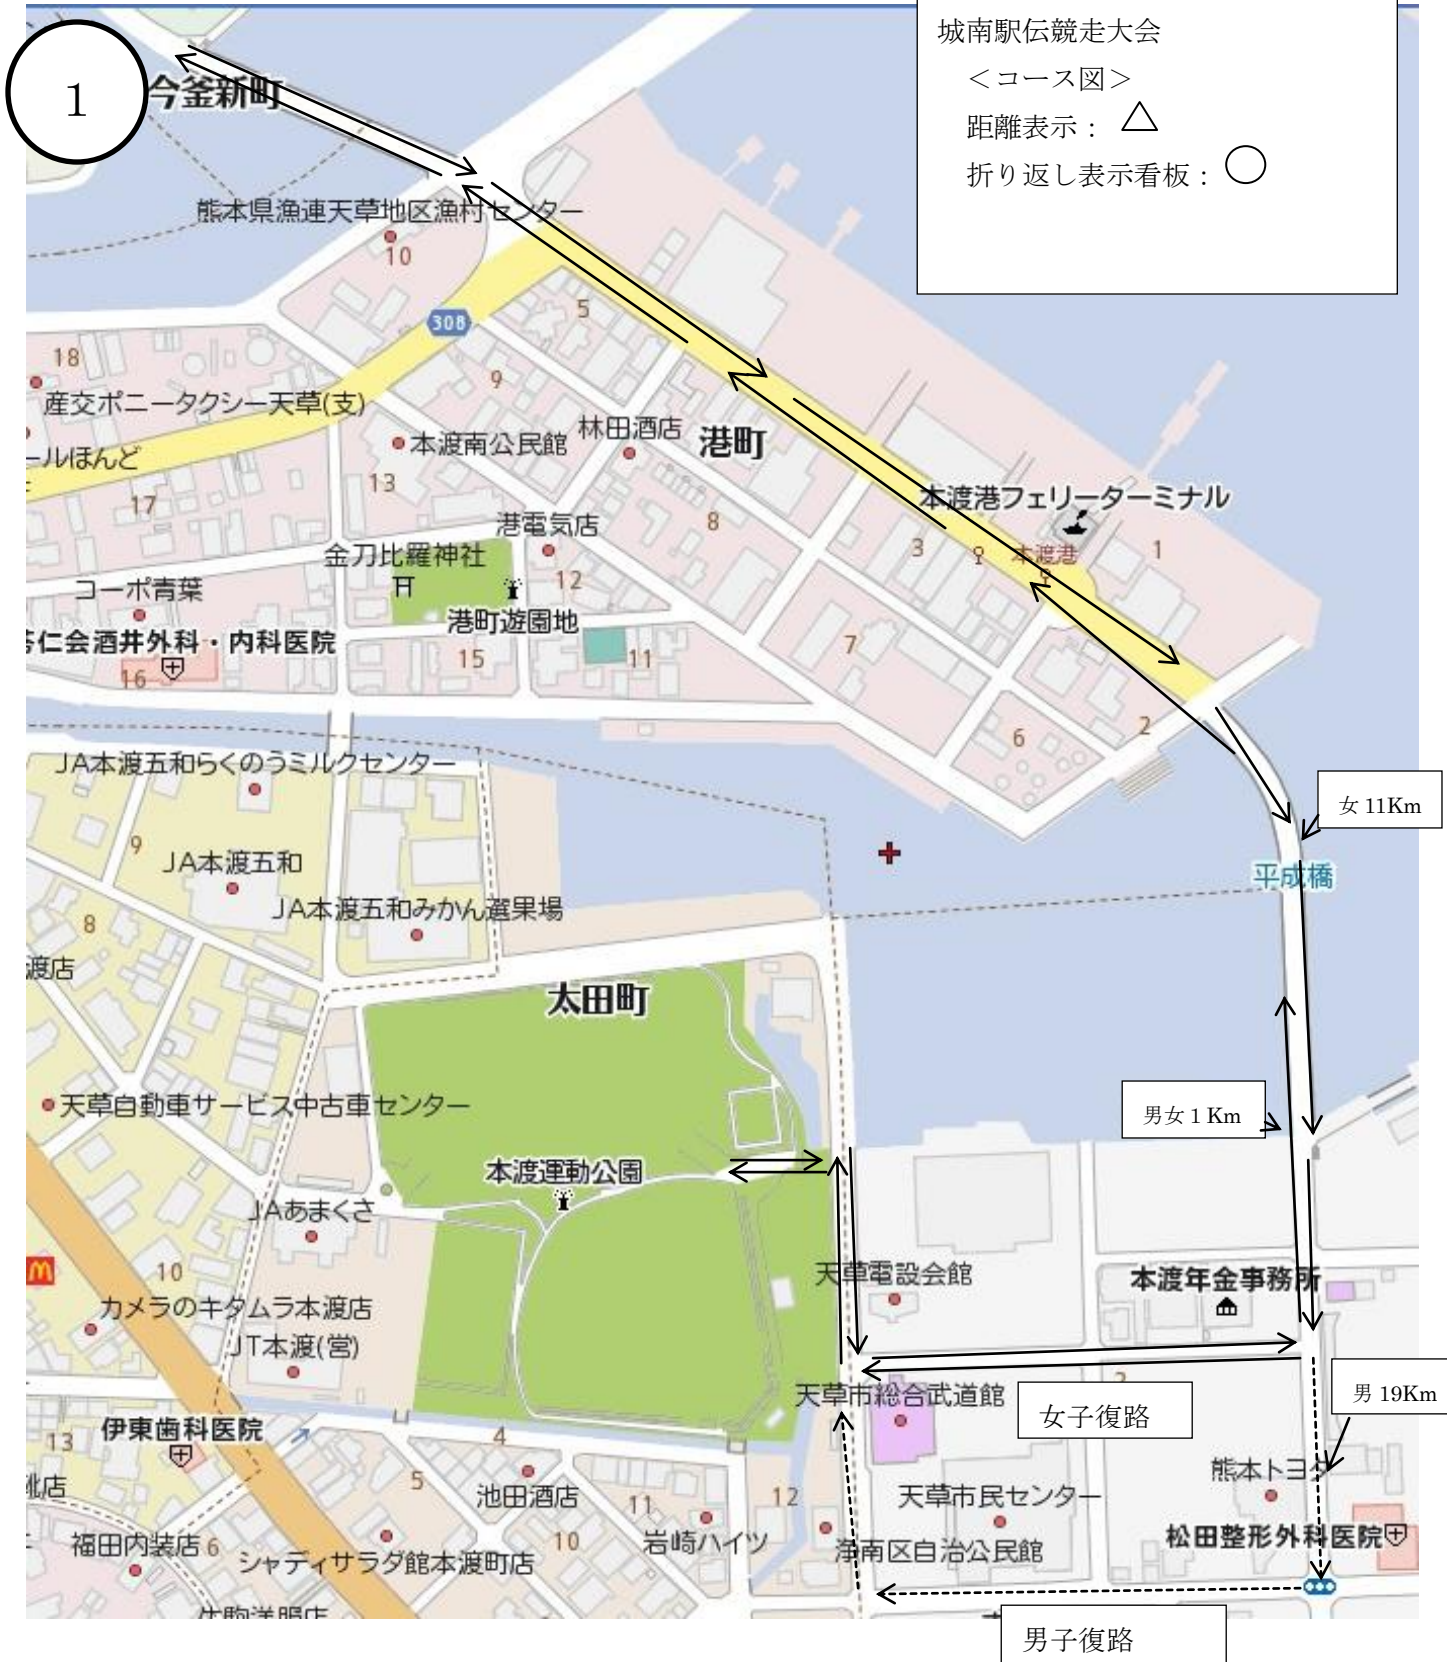 城南駅伝競走大会
＜コース図＞
距離表示：△
折り返し表示看板：○
1
今釜新町
熊本県漁連天草地区漁村センター
10
308
5
18
9
産交ポニータクシー天草(支)
林田酒店
港町
本渡南公民館
ールほんど
13
17
8
本渡港フェリーターミナル
港電気店
3
本渡港
1
金刀比羅神社
12
コーポ青葉
港町遊園地
仁会酒井外科・内科医院
7
15
11
16
2
6
JA本渡五和らくのうミルクセンター
女 11Km
9
JA本渡五和
平成橋
JA本渡五和みかん選果場
8
渡店
太田町
天草自動車サービス中古車センター
男女 1 Km
本渡運動公園
JAあまくさ
天草電設会館
本渡年金事務所
10
カメラのキタムラ本渡店
JT本渡(営)
2
男 19Km
天草市総合武道館
女子復路
伊東歯科医院
13
4
熊本トヨタ
靴店
5
池田酒店
11
12
天草市民センター
福田内装店
6
シャディサラダ館本渡町店
10
岩崎ハイツ
浄南区自治公民館
松田整形外科医院
生駒洋服店
男子復路